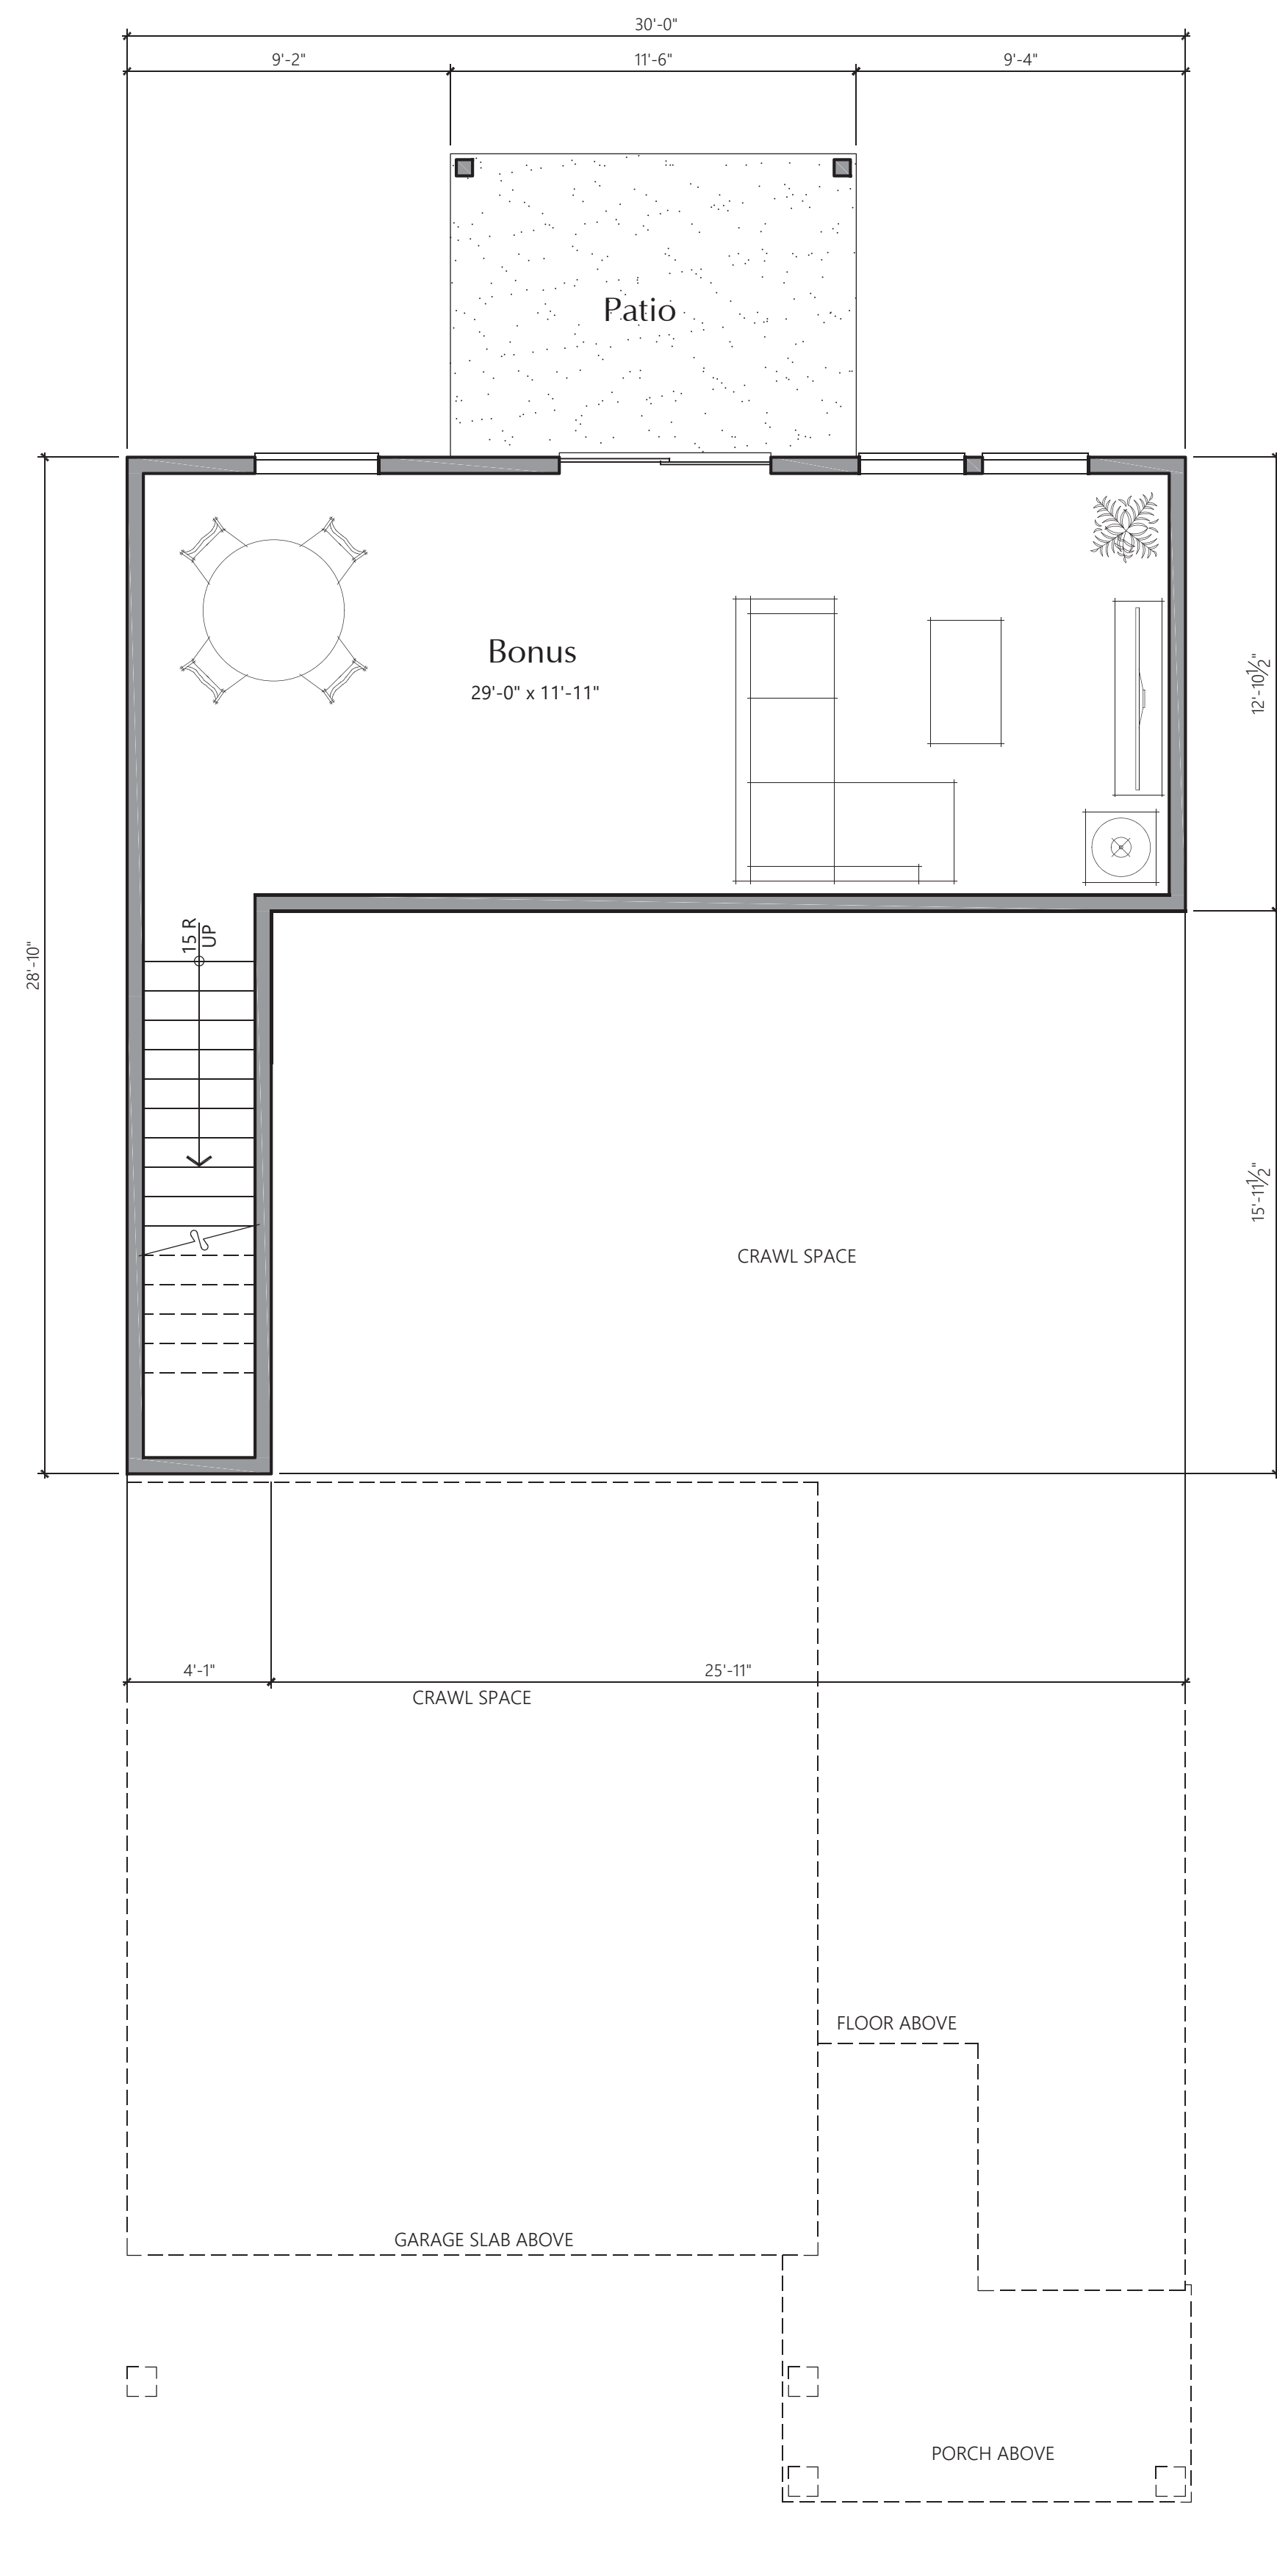 30'-0"
9'-2" 11'-6" 9'-4"
Patio
Bonus
29'-0" x 11'-11"
12'-10½"
15 R
UP
28'-10"
15'-11½"
CRAWL SPACE
4'-1" 25'-11"
CRAWL SPACE
FLOOR ABOVE
GARAGE SLAB ABOVE
PORCH ABOVE